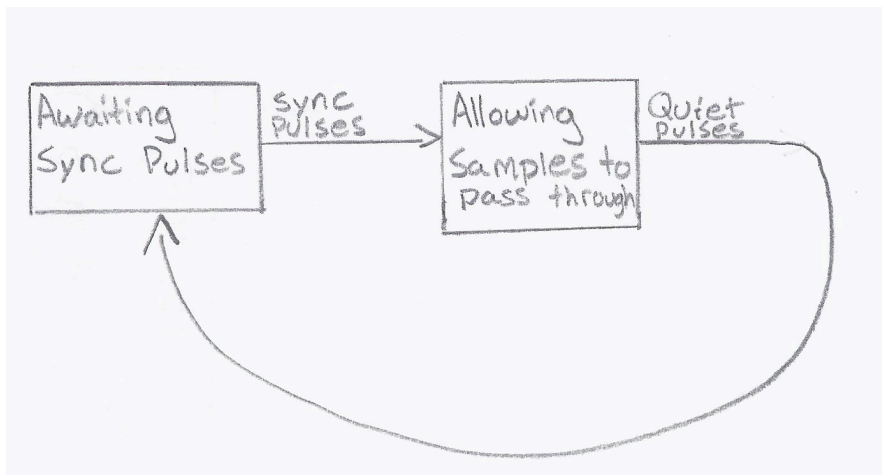 Awaiting
Sync Pulses
Sync
Pulses
Allowing
Samples to
pass through
Quiet
pulses